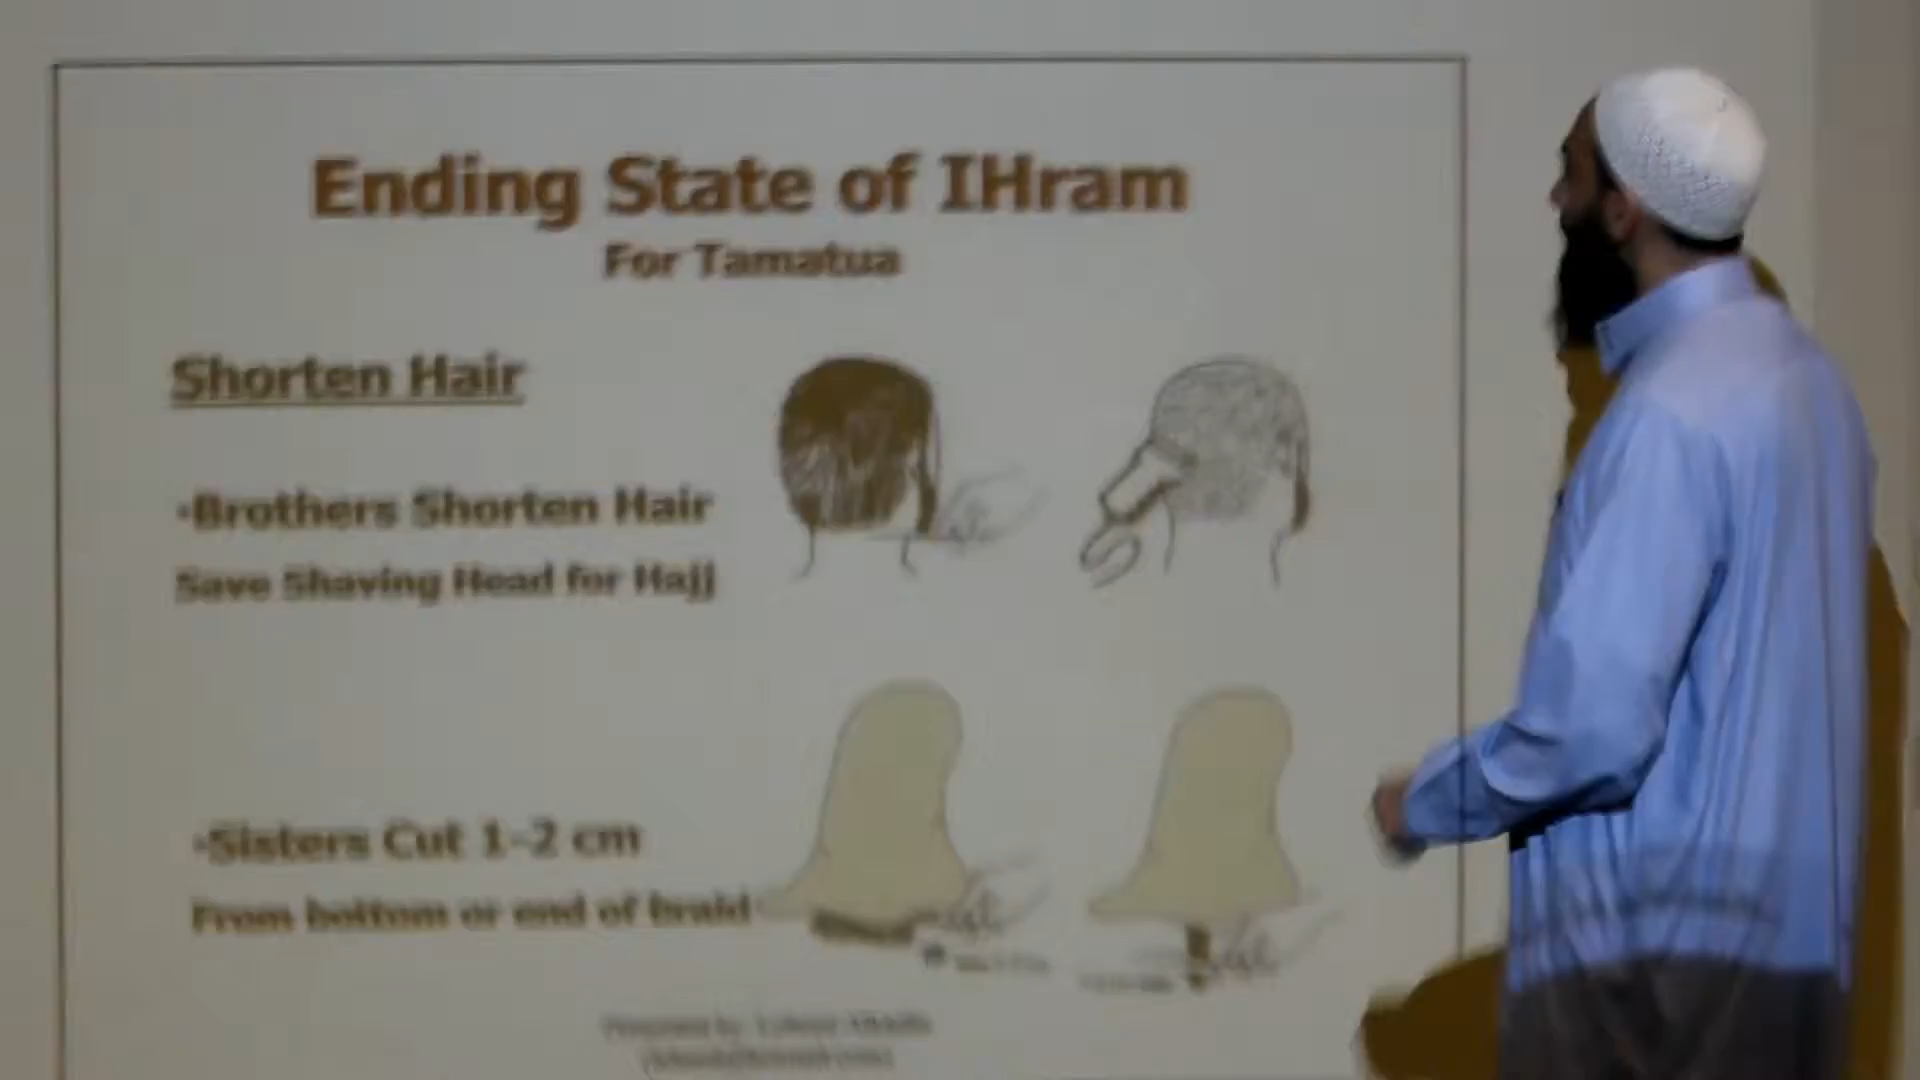 Ending State of IHram
For Tamatua
Shorten Hair
•Brothers Shorten Hair
Save Shaving Head for Hajj
•Sisters Cut 1-2 cm
From bottom or end of braid